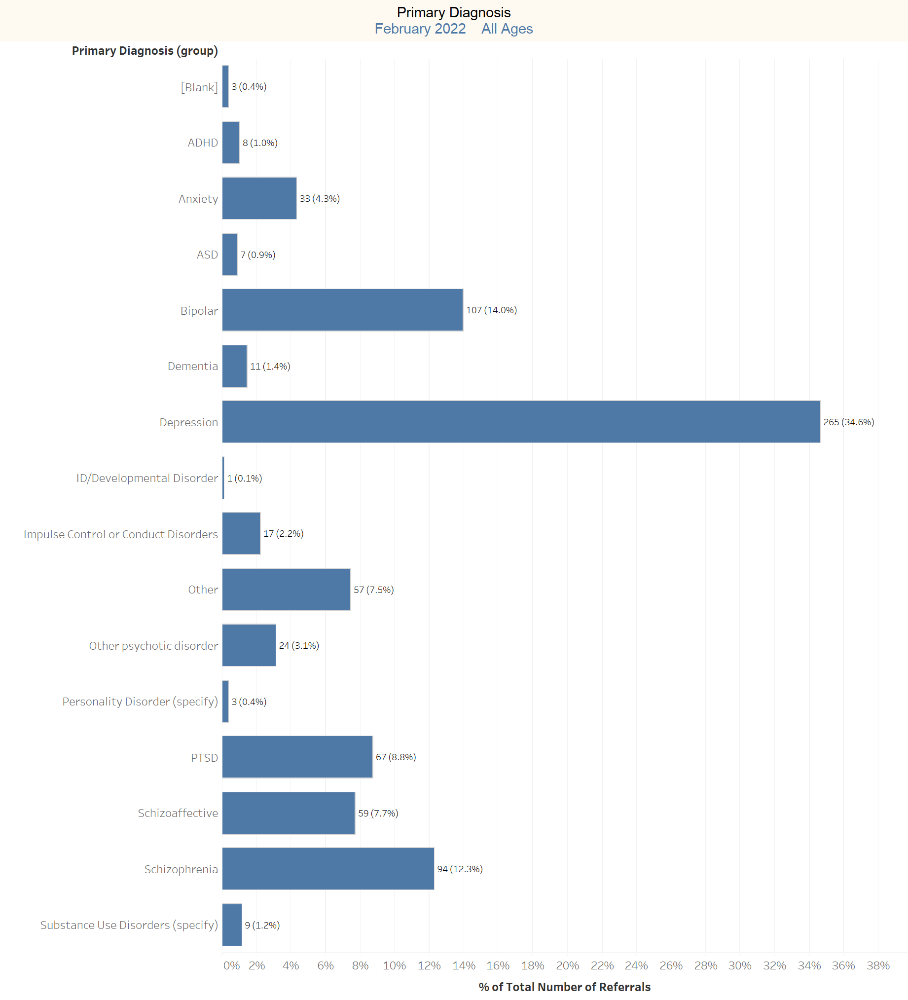 Primary Diagnosis
February 2022 All Ages
Primary Diagnosis (group)
[Blank] 3 (0.4%)
ADHD 8 (1.0%)
Anxiety 33 (4.3%)
ASD 7 (0.9%)
Bipolar 107 (14.0%)
Dementia 11 (1.4%)
Depression 265 (34.6%)
ID/Developmental Disorder 1 (0.1%)
Impulse Control or Conduct Disorders 17 (2.2%)
Other 57 (7.5%)
Other psychotic disorder 24 (3.1%)
Personality Disorder (specify) 3 (0.4%)
PTSD 67 (8.8%)
Schizoaffective 59 (7.7%)
Schizophrenia 94 (12.3%)
Substance Use Disorders (specify) 9 (1.2%)
0% 2% 4% 6% 8% 10% 12% 14% 16% 18% 20% 22% 24% 26% 28% 30% 32% 34% 36% 38%
% of Total Number of Referrals